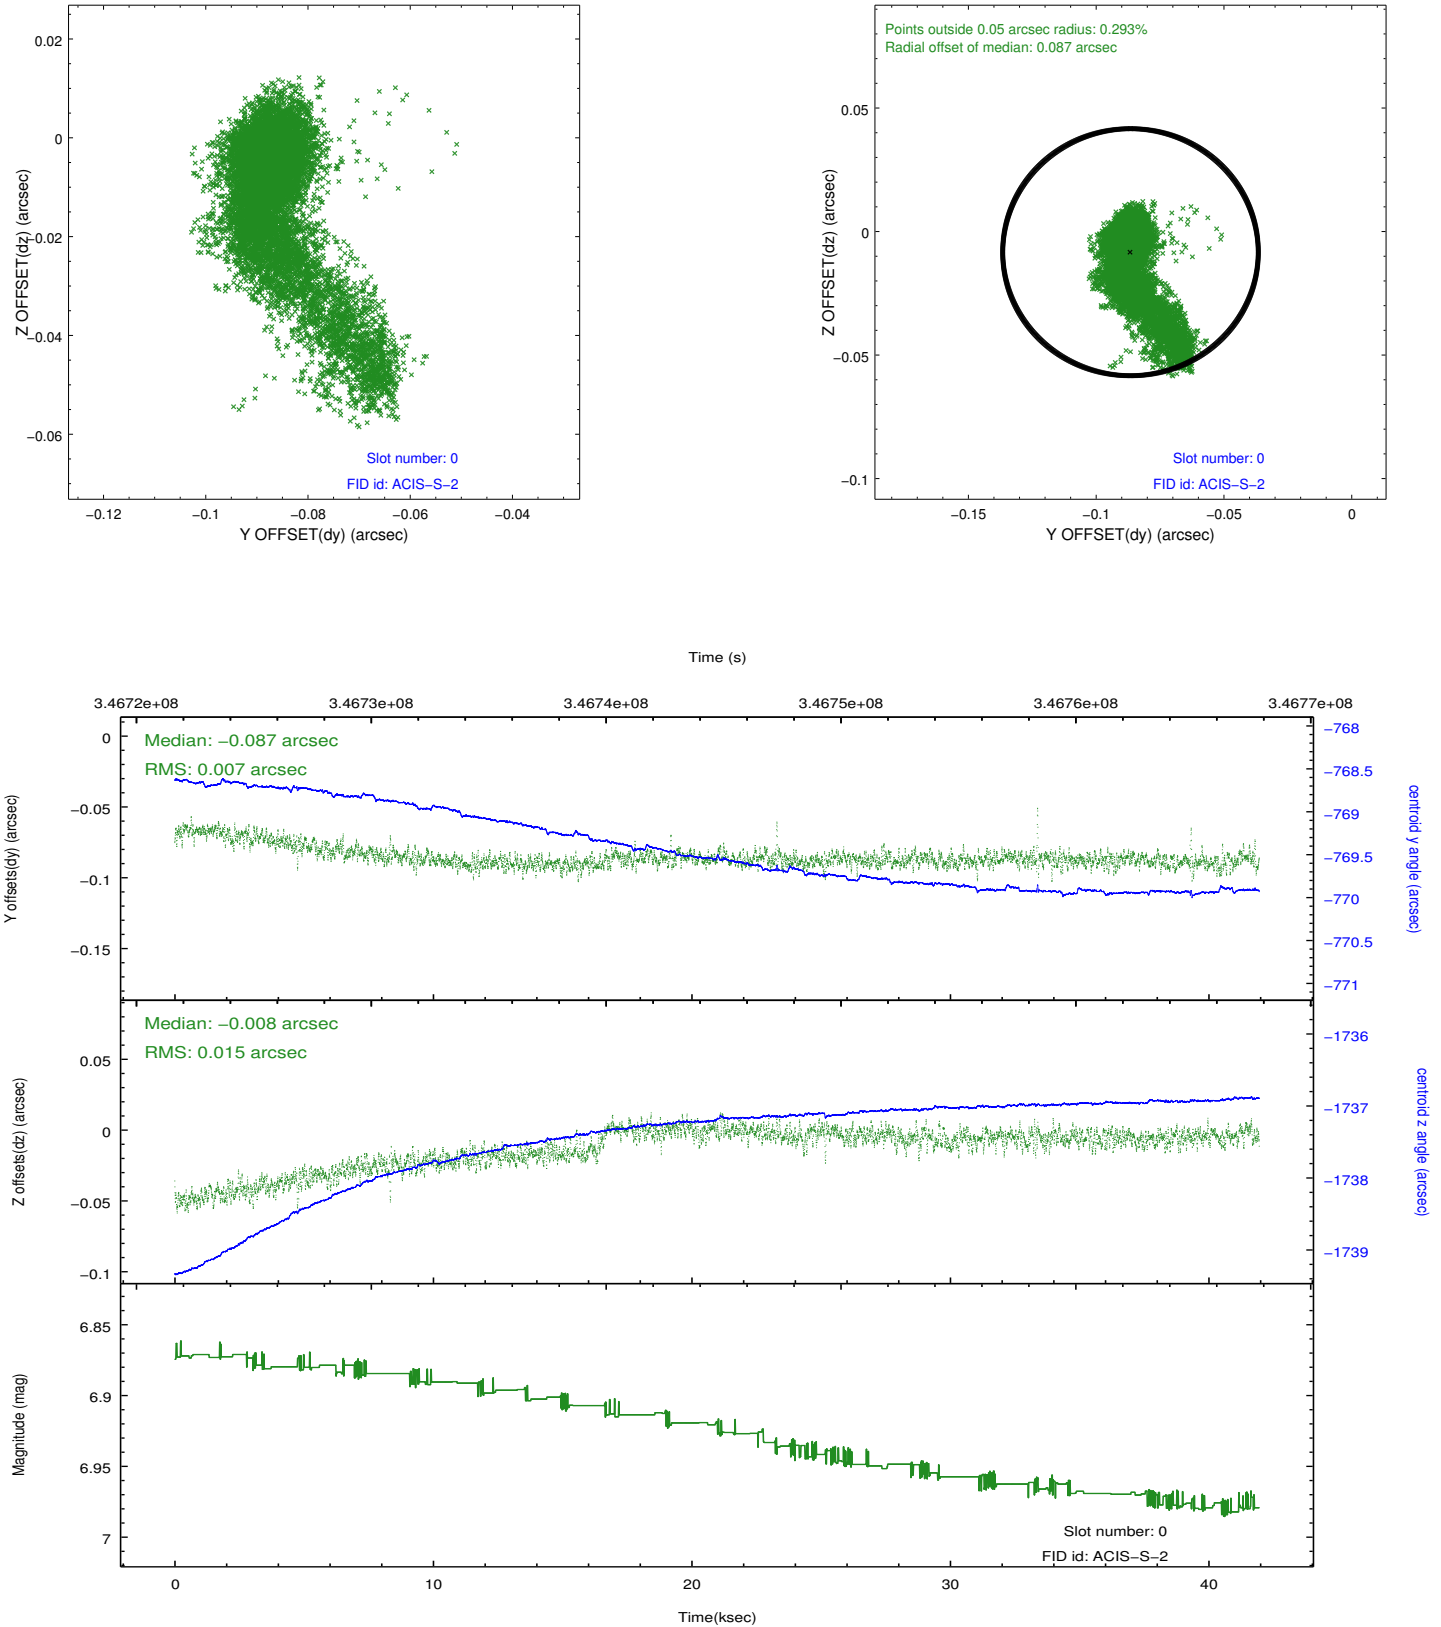 0.02
0
−0.02
−0.04
−0.06
Z OFFSET(dz) (arcsec)
Slot number: 0
FID id: ACIS−S−2
−0.12
−0.1
−0.08
−0.06
−0.04
Y OFFSET(dy) (arcsec)
Points outside 0.05 arcsec radius: 0.293%
Radial offset of median: 0.087 arcsec
0.05
0
−0.05
−0.1
Z OFFSET(dz) (arcsec)
Slot number: 0
FID id: ACIS−S−2
−0.15
−0.1
−0.05
0
Y OFFSET(dy) (arcsec)
Time (s)
3.4672e+08
3.4673e+08
3.4674e+08
3.4675e+08
3.4676e+08
3.4677e+08
Median: −0.087 arcsec
RMS: 0.007 arcsec
0
−0.05
−0.1
−0.15
Y offsets(dy) (arcsec)
−768
−768.5
−769
−769.5
−770
−770.5
−771
centroid y angle (arcsec)
Median: −0.008 arcsec
RMS: 0.015 arcsec
0.05
0
−0.05
−0.1
Z offsets(dz) (arcsec)
−1736
−1737
−1738
−1739
centroid z angle (arcsec)
6.85
6.9
6.95
7
Magnitude (mag)
Slot number: 0
FID id: ACIS−S−2
0
10
20
30
40
Time(ksec)